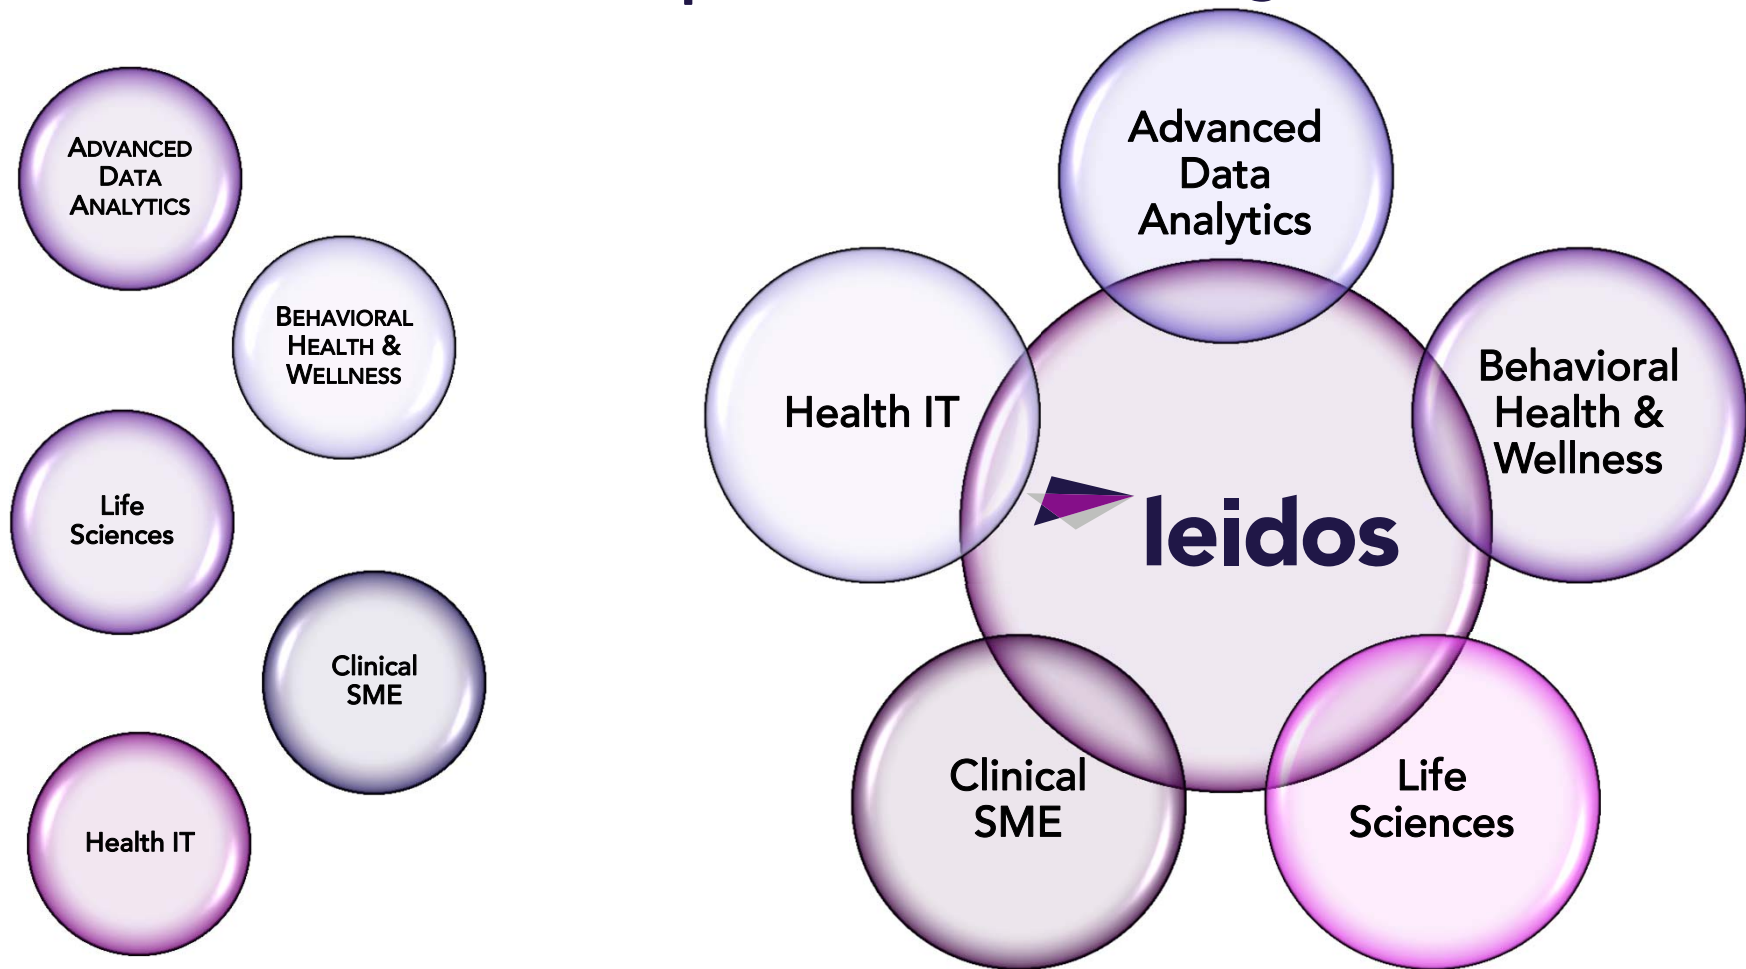 ADVANCED
DATA
ANALYTICS
BEHAVIORAL
HEALTH &
WELLNESS
Life
Sciences
Clinical
SME
Health IT
Advanced
Data
Analytics
Health IT
Behavioral
Health &
Wellness
leidos
Clinical
SME
Life
Sciences